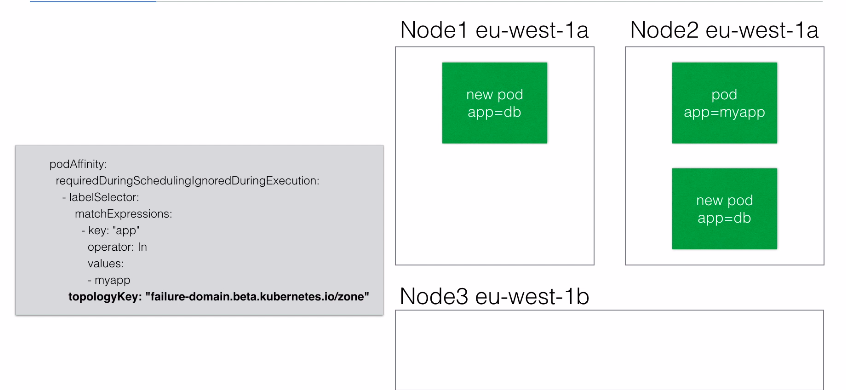 Node1 eu-west-1a
Node2 eu-west-1a
new pod
app=db
pod
app=myapp
podAffinity:
requiredDuringSchedulingIgnoredDuringExecution:
- labelSelector:
matchExpressions:
- key: "app"
operator: In
values:
- myapp
topologyKey: "failure-domain.beta.kubernetes.io/zone"
new pod
app=db
Node3 eu-west-1b